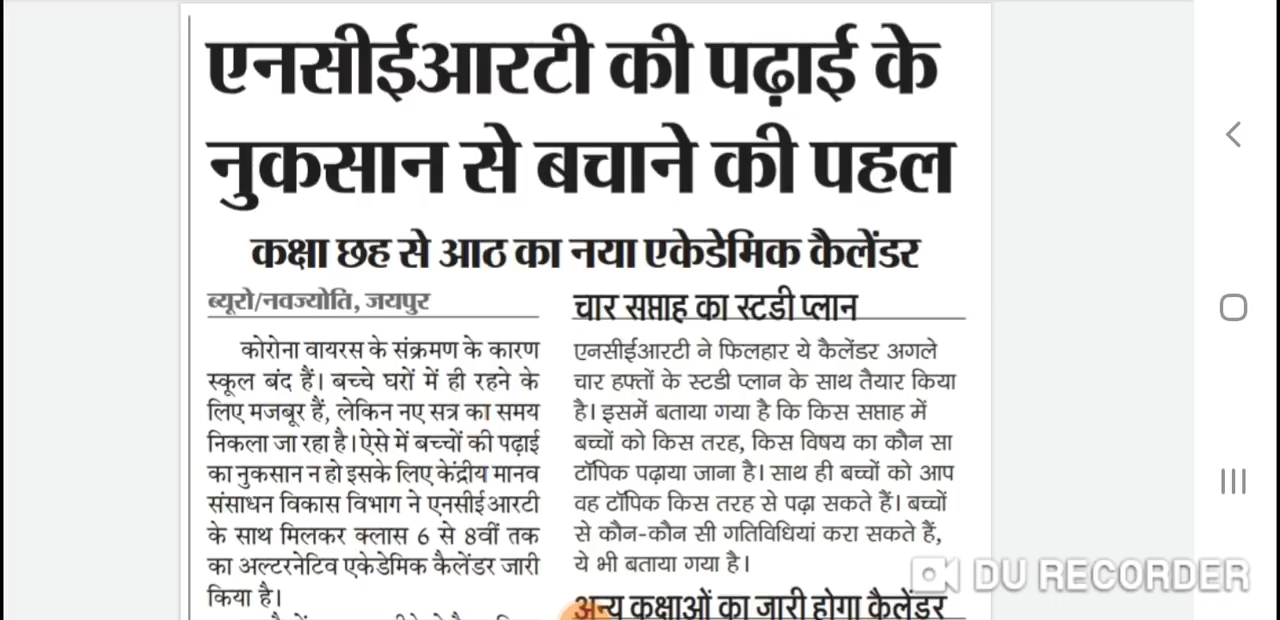 एनसीईआरटी की पढ़ाई के
नुकसान से बचाने की पहल
कक्षा छह से आठ का नया एकेडेमिक कैलेंडर
ब्यूरो/नवज्योति, जयपुर
कोरोना वायरस के संक्रमण के कारण
स्कूल बंद हैं। बच्चे घरों में ही रहने के
लिए मजबूर हैं, लेकिन नए सत्र का समय
निकला जा रहा है। ऐसे में बच्चों की पढ़ाई
का नुकसान न हो इसके लिए केंद्रीय मानव
संसाधन विकास विभाग ने एनसीईआरटी
के साथ मिलकर क्लास 6 से 8वीं तक
का अल्टरनेटिव एकेडेमिक कैलेंडर जारी
किया है।
चार सप्ताह का स्टडी प्लान
एनसीईआरटी ने फिलहार ये कैलेंडर अगले
चार हफ्तों के स्टडी प्लान के साथ तैयार किया
है। इसमें बताया गया है कि किस सप्ताह में
बच्चों को किस तरह, किस विषय का कौन सा
टॉपिक पढ़ाया जाना है। साथ ही बच्चों को आप
वह टॉपिक किस तरह से पढ़ा सकते हैं। बच्चों
से कौन-कौन सी गतिविधियां करा सकते हैं,
ये भी बताया गया है।
अन्य कक्षाओं का जारी होगा कैलेंडर
DU RECORDER